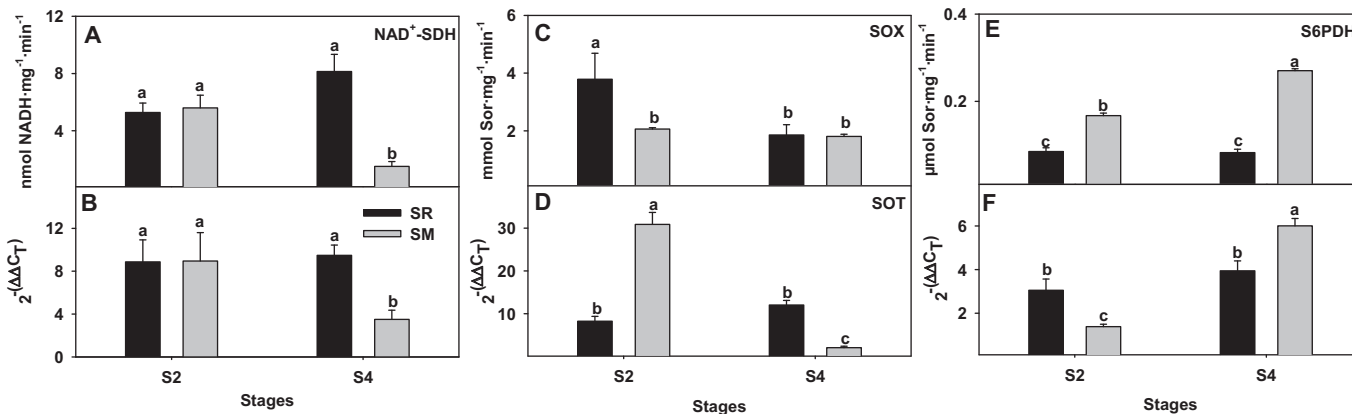 A
NAD⁺-SDH
nmol NADH·mg⁻¹·min⁻¹
12
8
4
a
a
a
b
B
SR
SM
2⁻(ΔΔCT)
12
8
4
0
a
a
a
b
S2
S4
Stages
C
SOX
mmol Sor·mg⁻¹·min⁻¹
6
4
2
a
b
b
b
D
SOT
2⁻(ΔΔCT)
30
20
10
b
a
b
c
S2
S4
Stages
E
S6PDH
µmol Sor·mg⁻¹·min⁻¹
0.4
0.2
c
b
c
a
F
2⁻(ΔΔCT)
6
4
2
b
c
b
a
S2
S4
Stages